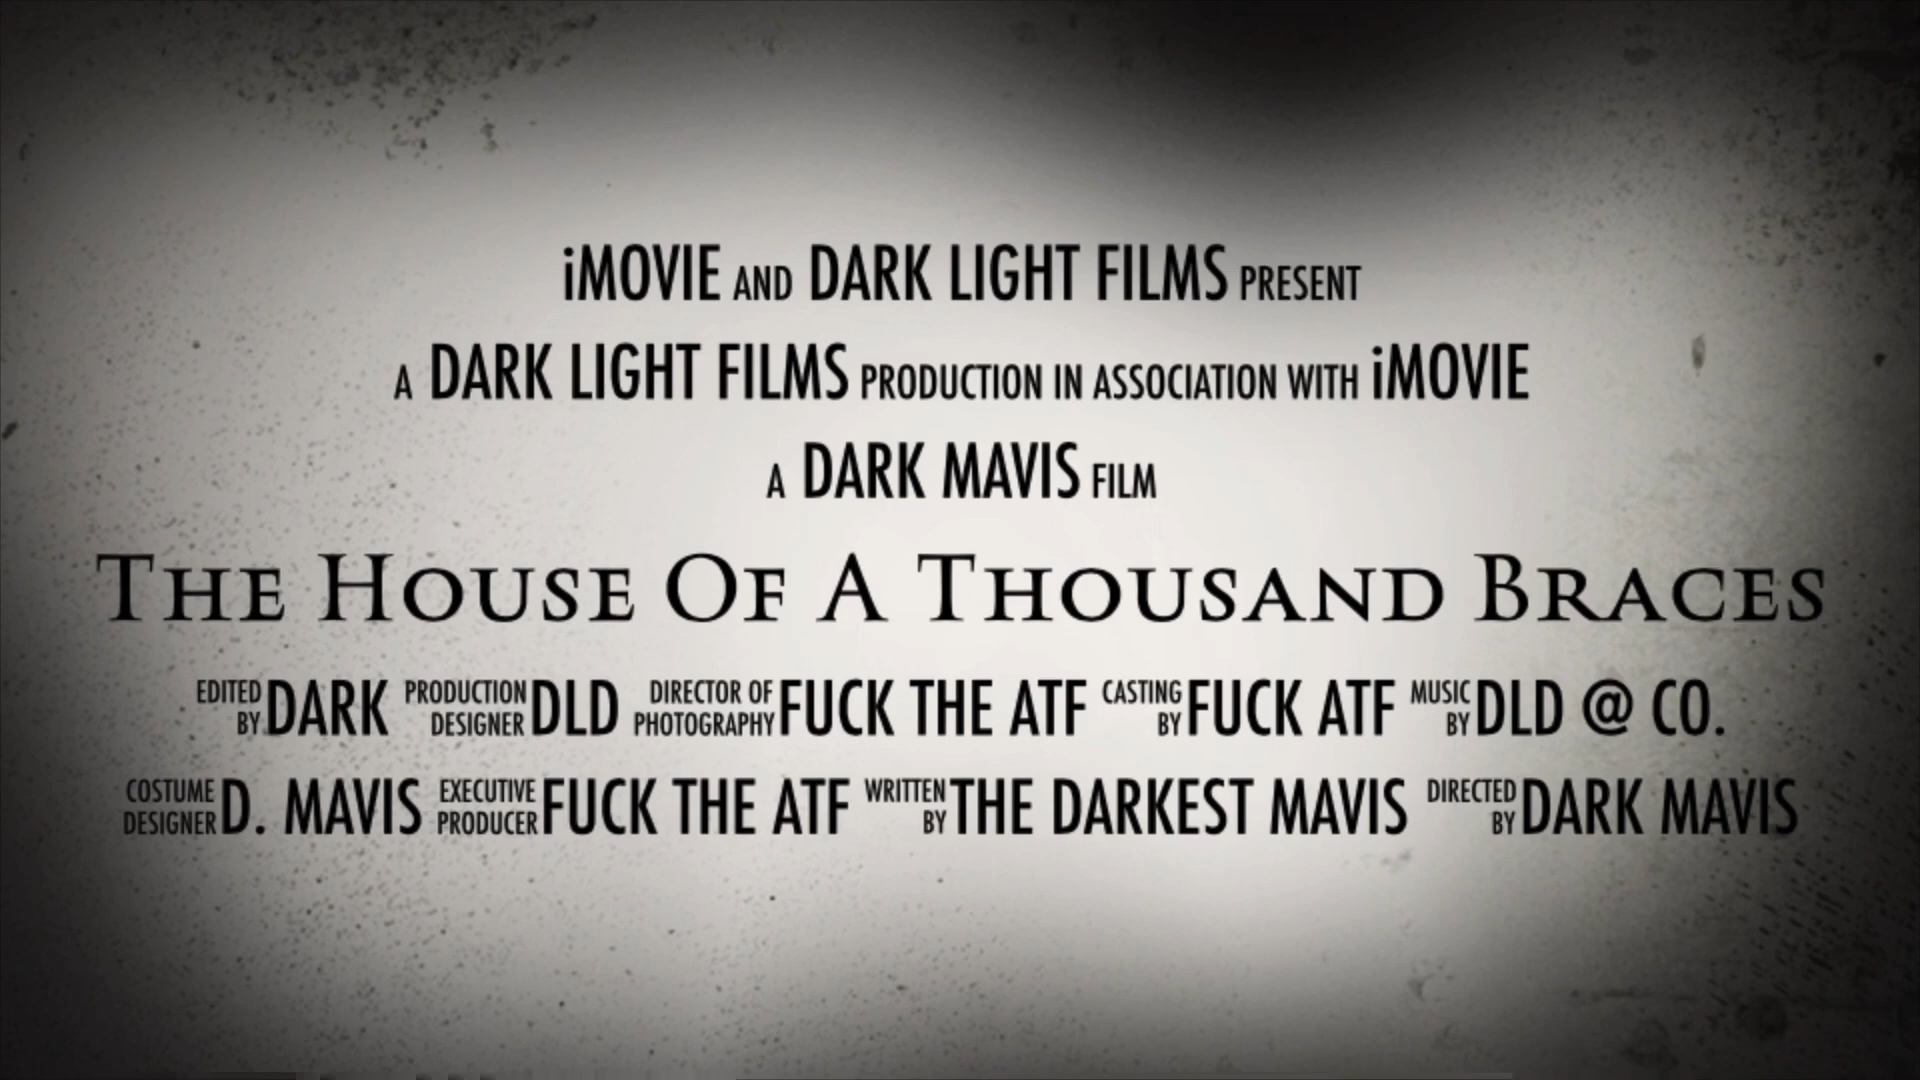 iMOVIE AND DARK LIGHT FILMS PRESENT
A DARK LIGHT FILMS PRODUCTION IN ASSOCIATION WITH iMOVIE
A DARK MAVIS FILM
THE HOUSE OF A THOUSAND BRACES
EDITED BY DARK PRODUCTION DESIGNER DLD DIRECTOR OF PHOTOGRAPHY FUCK THE ATF CASTING BY FUCK ATF MUSIC BY DLD @ CO.
COSTUME DESIGNER D. MAVIS EXECUTIVE PRODUCER FUCK THE ATF WRITTEN BY THE DARKEST MAVIS DIRECTED BY DARK MAVIS